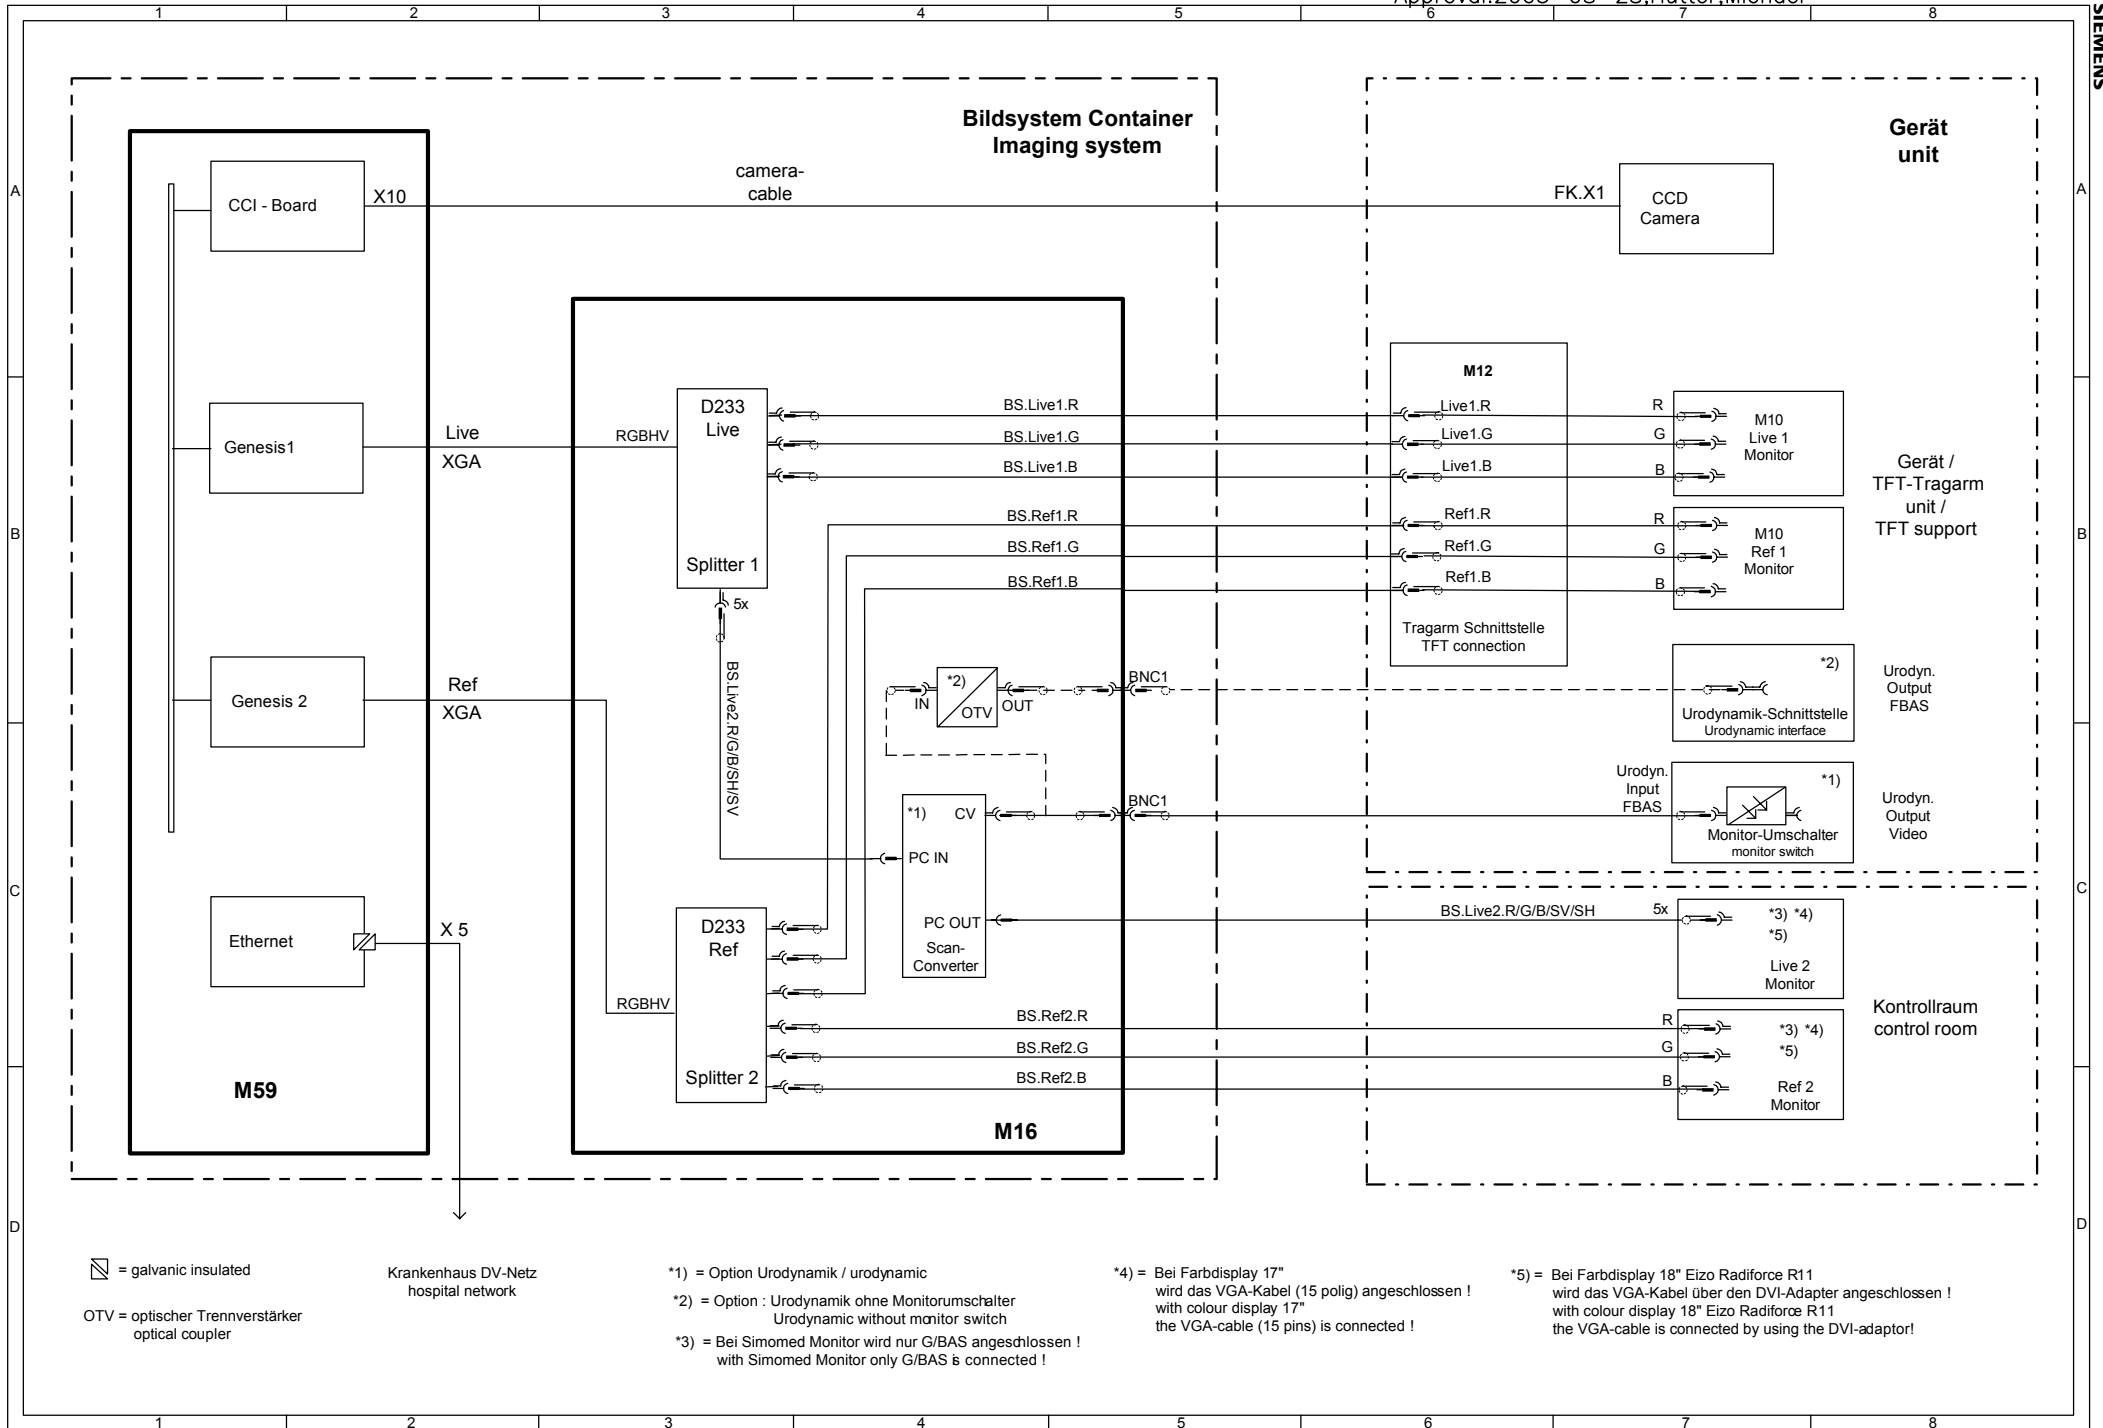 Approval:2003-03-28,Hutter,Miehder
SIEMENS
1 2 3 4 5 6 7 8
A
B
C
D
A
B
C
D
Bildsystem Container
Imaging system
Gerät
unit
CCI - Board
X10
camera-
cable
FK.X1
CCD
Camera
Genesis1
Live
XGA
RGBHV
D233
Live
Splitter 1
5x
BS.Live2.R/G/B/SH/SV
BS.Live1.R
BS.Live1.G
BS.Live1.B
BS.Ref1.R
BS.Ref1.G
BS.Ref1.B
M12
Live1.R
Live1.G
Live1.B
Ref1.R
Ref1.G
Ref1.B
Tragarm Schnittstelle
TFT connection
R
G
B
M10
Live 1
Monitor
R
G
B
M10
Ref 1
Monitor
Gerät /
TFT-Tragarm
unit /
TFT support
Genesis 2
Ref
XGA
IN
*2)
OTV
OUT
BNC1
*2)
Urodynamik-Schnittstelle
Urodynamic interface
Urodyn.
Output
FBAS
*1)
CV
PC IN
PC OUT
Scan-
Converter
BNC1
Urodyn.
Input
FBAS
*1)
Monitor-Umschalter
monitor switch
Urodyn.
Output
Video
Ethernet
X 5
RGBHV
D233
Ref
Splitter 2
BS.Live2.R/G/B/SV/SH
5x
*3) *4)
*5)
Live 2
Monitor
BS.Ref2.R
BS.Ref2.G
BS.Ref2.B
R
G
B
*3) *4)
*5)
Ref 2
Monitor
Kontrollraum
control room
M59
M16
= galvanic insulated
OTV = optischer Trennverstärker
optical coupler
Krankenhaus DV-Netz
hospital network
*1) = Option Urodynamik / urodynamic
*2) = Option : Urodynamik ohne Monitorumschalter
Urodynamic without monitor switch
*3) = Bei Simomed Monitor wird nur G/BAS angeschlossen !
with Simomed Monitor only G/BAS is connected !
*4) = Bei Farbdisplay 17"
wird das VGA-Kabel (15 polig) angeschlossen !
with colour display 17"
the VGA-cable (15 pins) is connected !
*5) = Bei Farbdisplay 18" Eizo Radiforce R11
wird das VGA-Kabel über den DVI-Adapter angeschlossen !
with colour display 18" Eizo Radiforce R11
the VGA-cable is connected by using the DVI-adaptor!
1 2 3 4 5 6 7 8